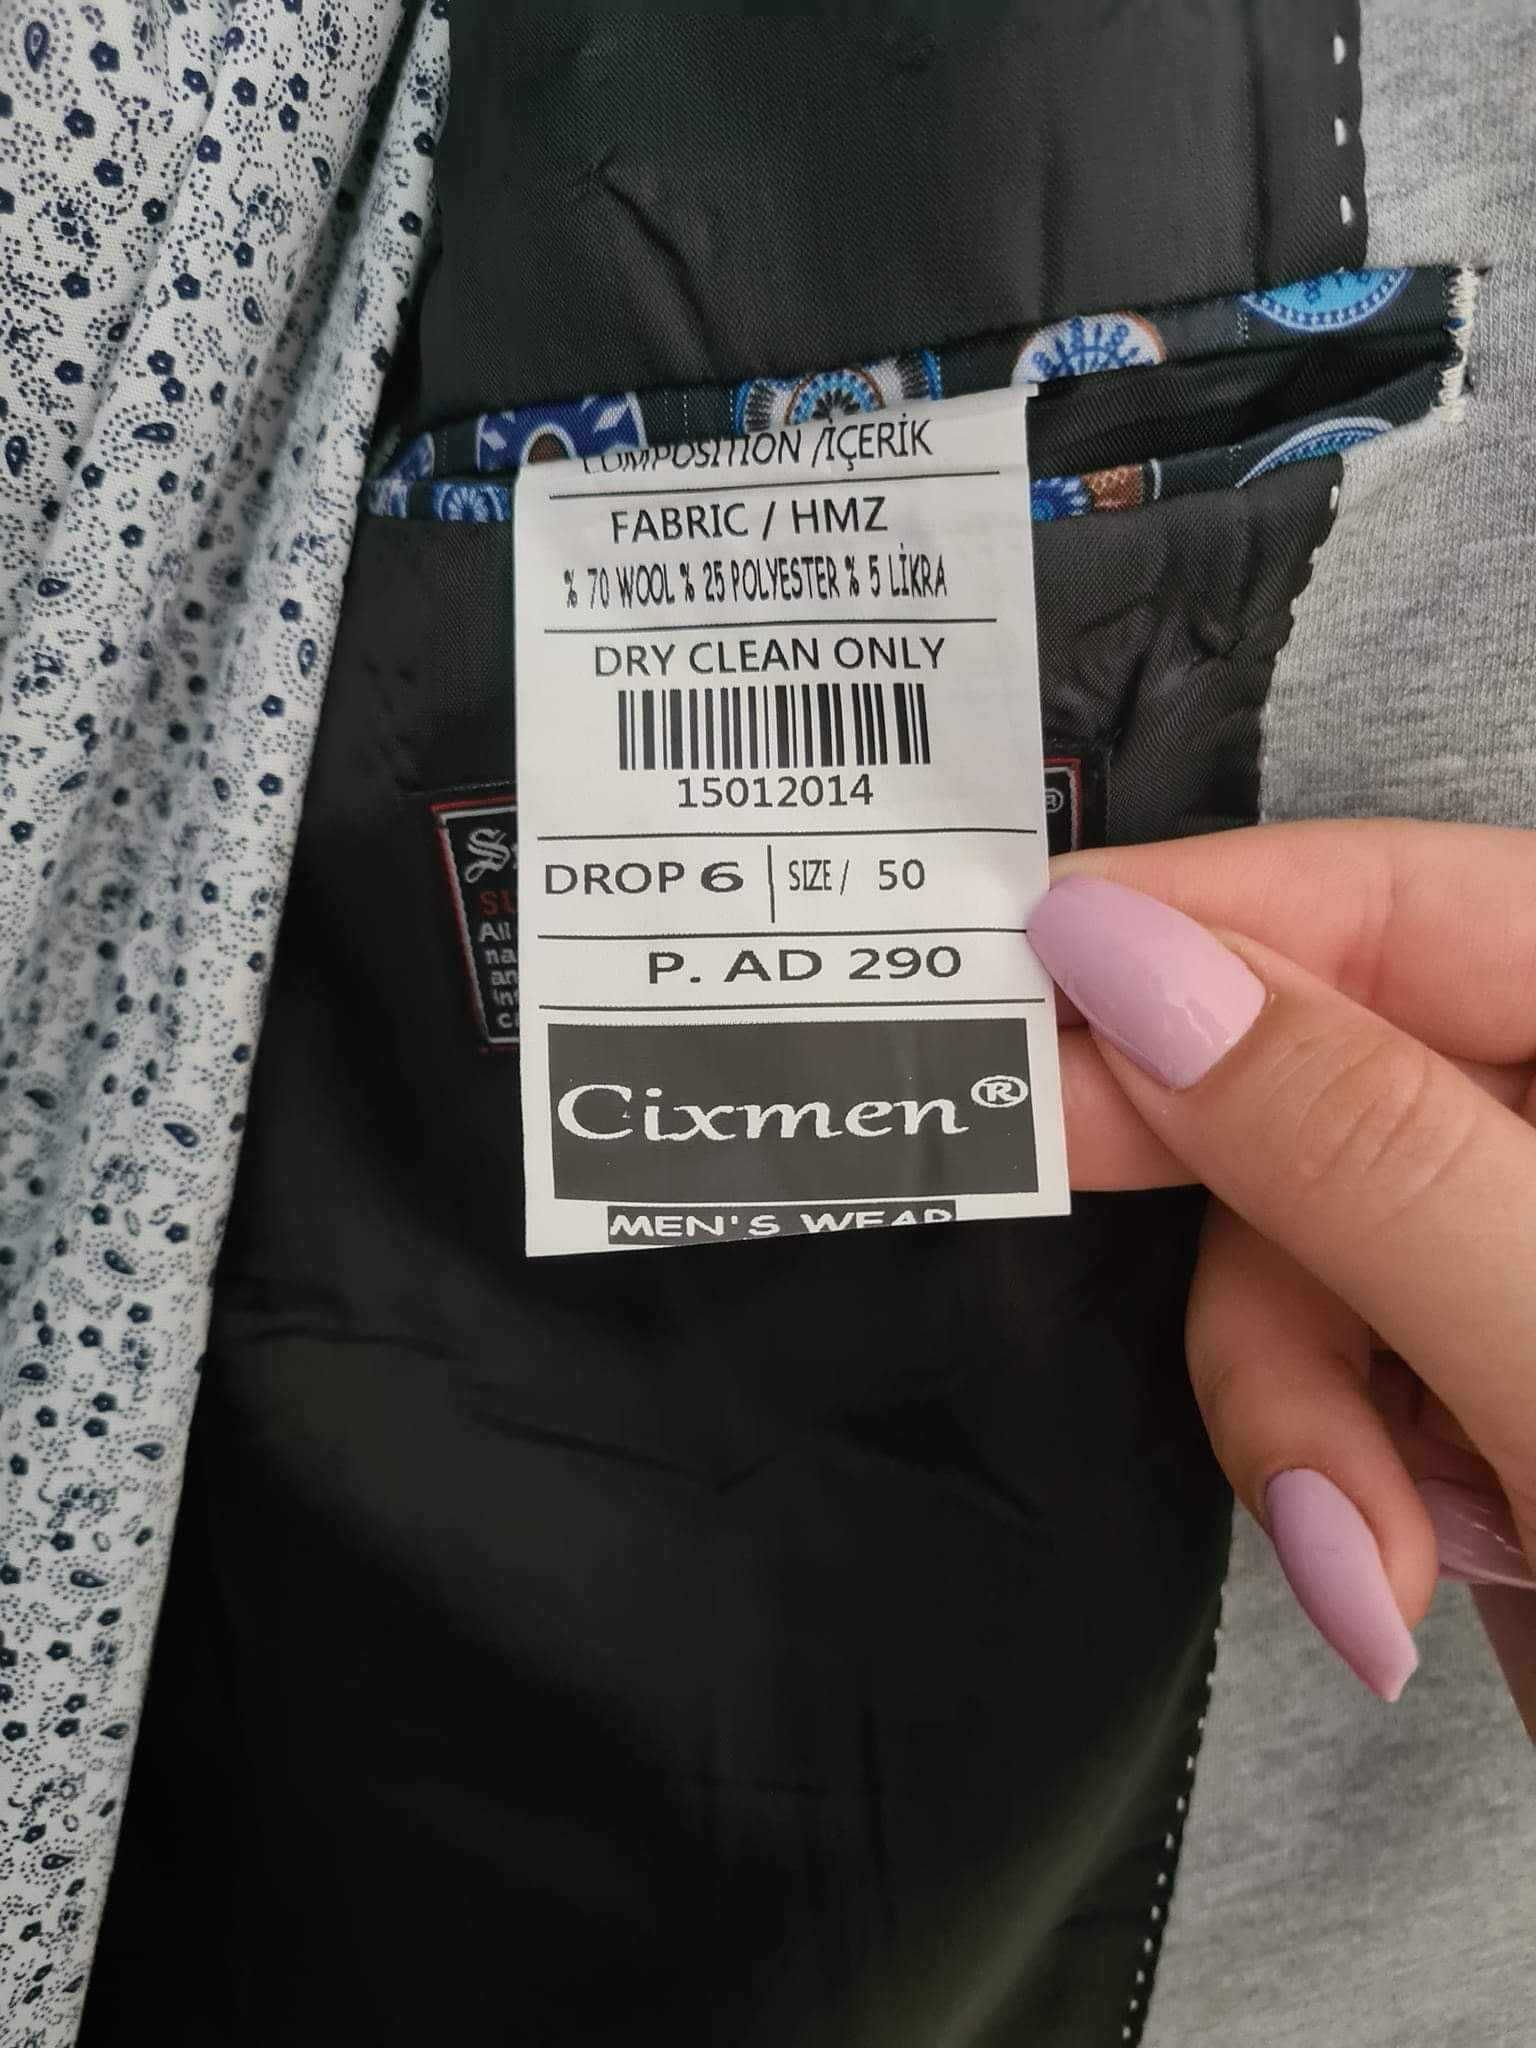 COMPOSITION /İÇERİK
FABRIC / HMZ
% 70 WOOL % 25 POLYESTER % 5 LİKRA
DRY CLEAN ONLY
15012014
DROP 6 | SIZE / 50
P. AD 290
Cixmen®
MEN'S WEAR
®
All